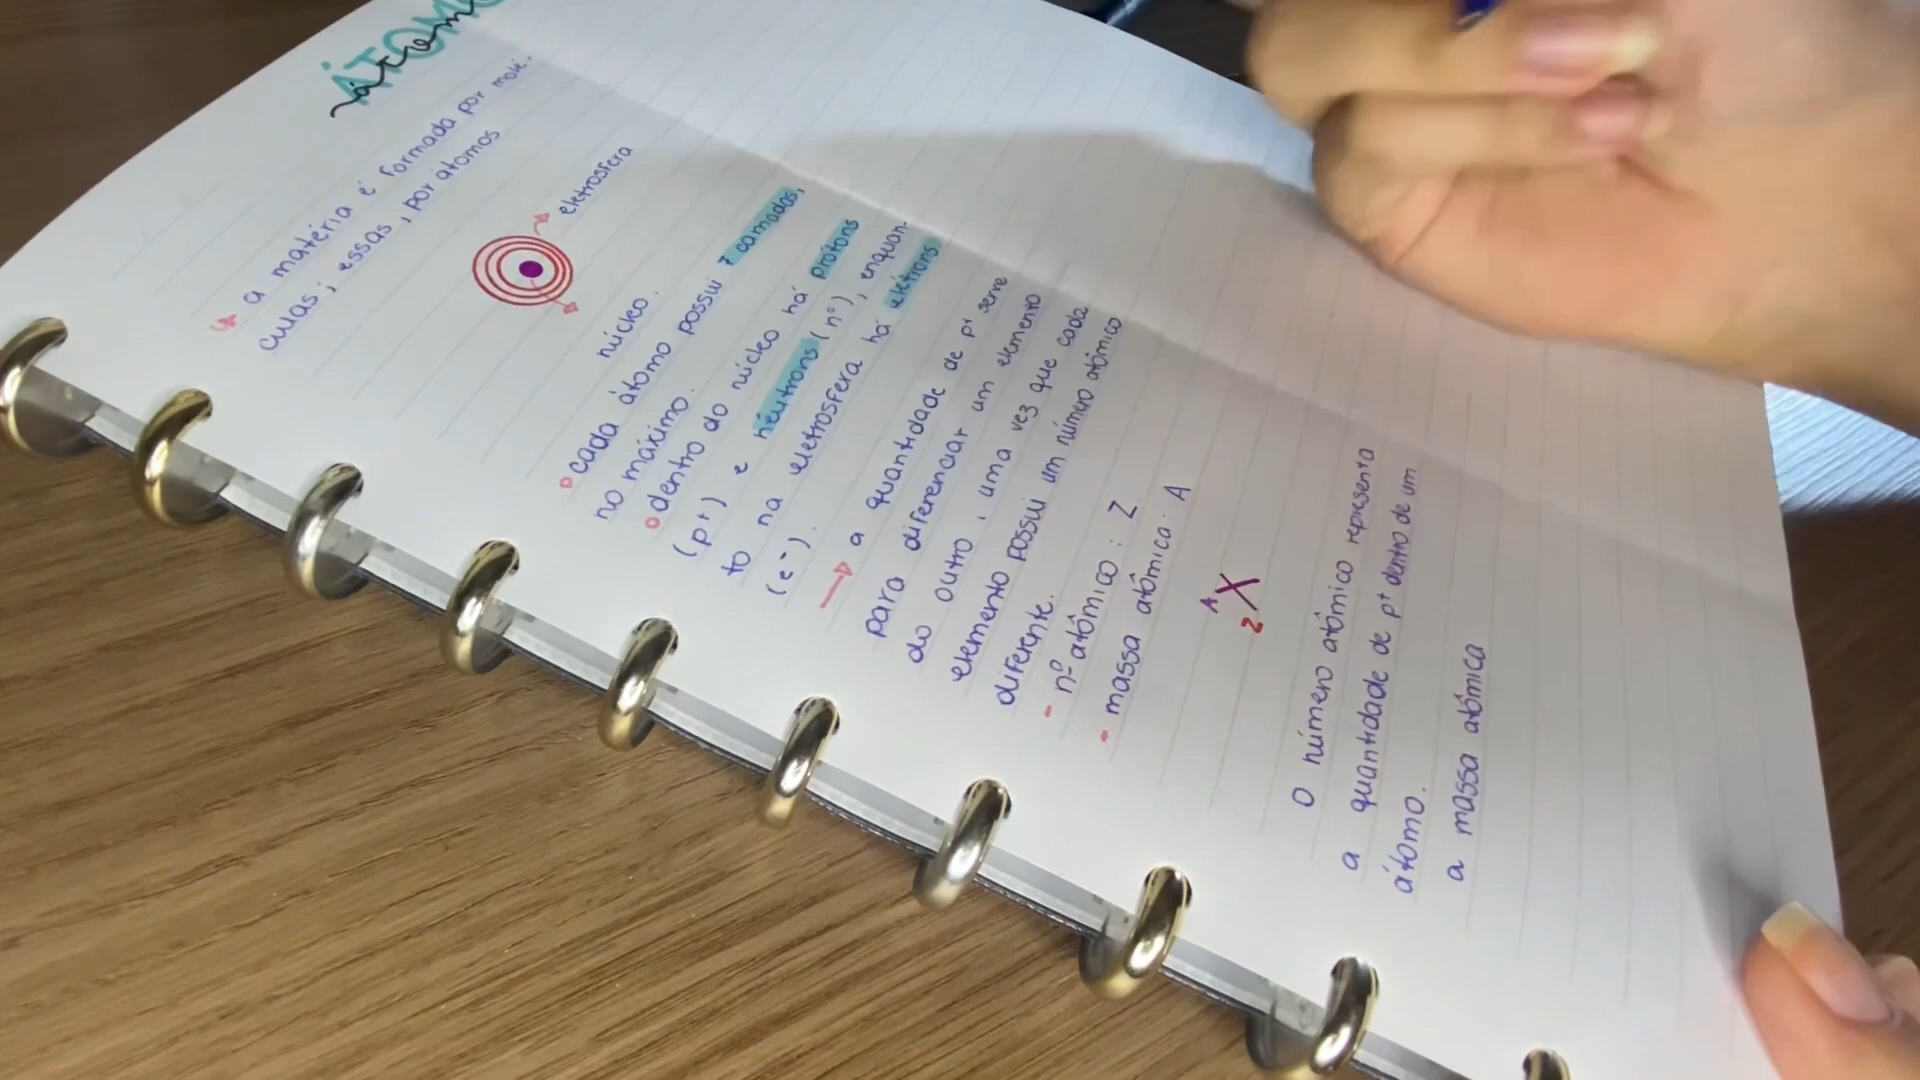 ÁTOMO
átomo
a matéria é formada por molé-
culas; essas, por átomos
eletrosfera
núcleo.
cada átomo possui 7 camadas,
no máximo.
dentro do núcleo há prótons
(p+) e nêutrons (n°), enquan-
to na eletrosfera há elétrons
(e-).
a quantidade de p+ serve
para diferenciar um elemento
do outro, uma vez que cada
elemento possui um número atômico
diferente.
- nº atômico: Z
- massa atômica. A
A
X
Z
O número atômico representa
a quantidade de p+ dentro de um
átomo.
a massa atômica